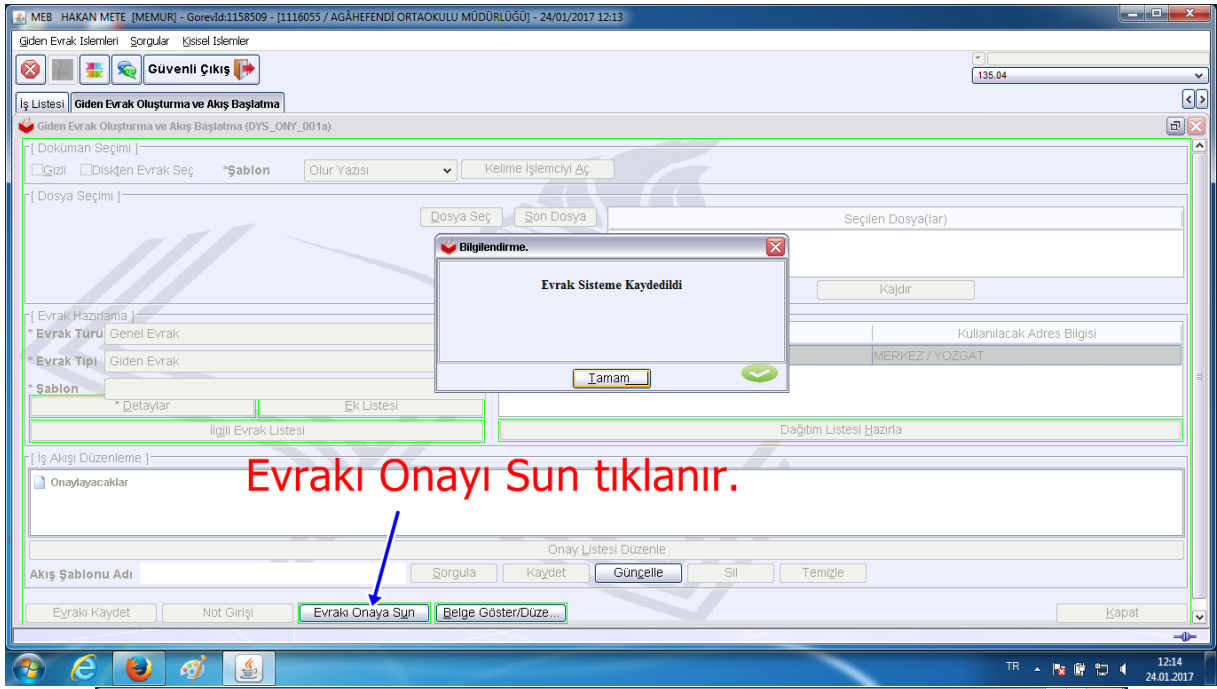 MEB HAKAN METE [MEMUR] - GorevId:1158509 - [1116055 / AGÂHEFENDİ ORTAOKULU MÜDÜRLÜĞÜ] - 24/01/2017 12:13
Giden Evrak Islemleri Sorgular Kisisel Islemler
Güvenli Çıkış
135.04
İş Listesi Giden Evrak Oluşturma ve Akış Başlatma
Giden Evrak Oluşturma ve Akış Başlatma (DYS_ONY_001a)
[ Doküman Seçimi ]
Gizli Diskten Evrak Seç *Şablon Olur Yazısı Kelime İşlemciyi Aç
[ Dosya Seçimi ]
Dosya Seç Son Dosya Seçilen Dosya(lar)
Bilgilendirme.
Evrak Sisteme Kaydedildi
Kaldır
[ Evrak Hazırlama ]
* Evrak Türü Genel Evrak Kullanılacak Adres Bilgisi
* Evrak Tipi Giden Evrak MERKEZ / YOZGAT
Tamam
* Şablon
* Detaylar Ek Listesi
İlgili Evrak Listesi Dağıtım Listesi Hazırla
[ İş Akışı Düzenleme ]
Evrakı Onayı Sun tıklanır.
Onaylayacaklar
Onay Listesi Düzenle
Akış Şablonu Adı Sorgula Kaydet Güncelle Sil Temizle
Evrakı Kaydet Not Girişi Evrakı Onaya Sun Belge Göster/Düze... Kapat
TR 12:14
24.01.2017